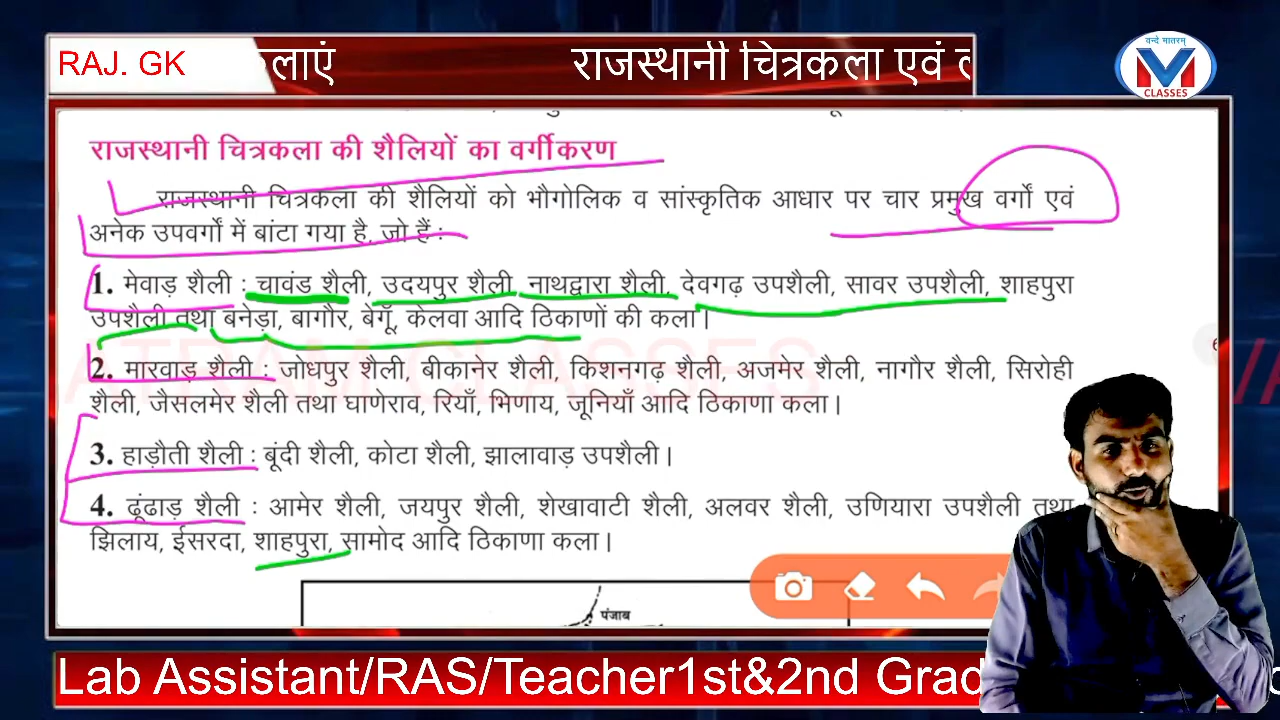 RAJ. GK
राजस्थानी चित्रकला एवं
वन्दे मातरम्
CLASSES
राजस्थानी चित्रकला की शैलियों का वर्गीकरण
राजस्थानी चित्रकला की शैलियों को भौगोलिक व सांस्कृतिक आधार पर चार प्रमुख वर्गों एवं
अनेक उपवर्गों में बांटा गया है, जो हैं :
1. मेवाड़ शैली : चावंड शैली, उदयपुर शैली, नाथद्वारा शैली, देवगढ़ उपशैली, सावर उपशैली, शाहपुरा
उपशैली तथा बनेड़ा, बागौर, बेगूँ, केलवा आदि ठिकाणों की कला।
2. मारवाड़ शैली : जोधपुर शैली, बीकानेर शैली, किशनगढ़ शैली, अजमेर शैली, नागौर शैली, सिरोही
शैली, जैसलमेर शैली तथा घाणेराव, रियाँ, भिणाय, जूनियाँ आदि ठिकाणा कला।
3. हाड़ौती शैली : बूंदी शैली, कोटा शैली, झालावाड़ उपशैली।
4. ढूंढाड़ शैली : आमेर शैली, जयपुर शैली, शेखावाटी शैली, अलवर शैली, उणियारा उपशैली तथा
झिलाय, ईसरदा, शाहपुरा, सामोद आदि ठिकाणा कला।
पंजाब
Lab Assistant/RAS/Teacher1st&2nd Grad